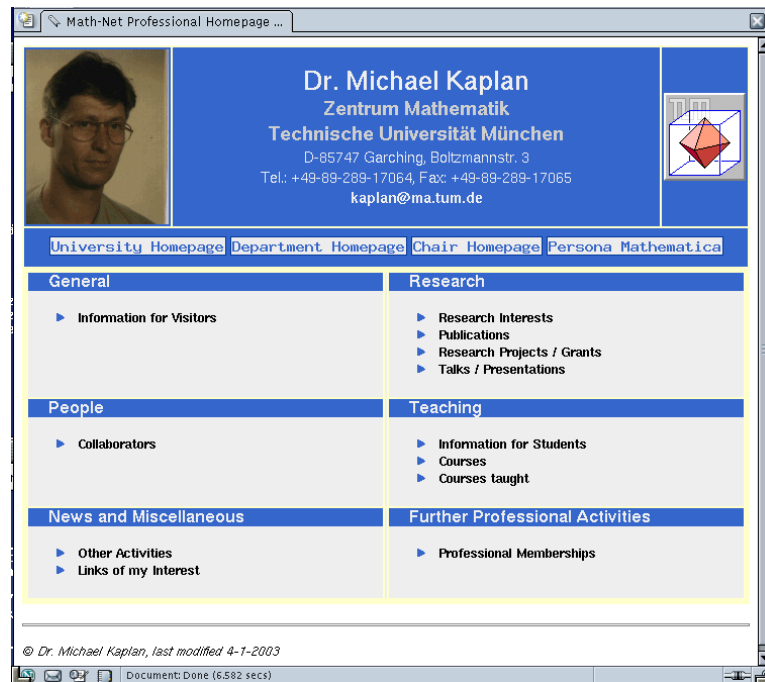 Math-Net Professional Homepage ...
Dr. Michael Kaplan
Zentrum Mathematik
Technische Universität München
D-85747 Garching, Boltzmannstr. 3
Tel.: +49-89-289-17064, Fax: +49-89-289-17065
kaplan@ma.tum.de
TUM
University Homepage Department Homepage Chair Homepage Persona Mathematica
General
Information for Visitors
Research
Research Interests
Publications
Research Projects / Grants
Talks / Presentations
People
Collaborators
Teaching
Information for Students
Courses
Courses taught
News and Miscellaneous
Other Activities
Links of my Interest
Further Professional Activities
Professional Memberships
© Dr. Michael Kaplan, last modified 4-1-2003
Document: Done (6.582 secs)